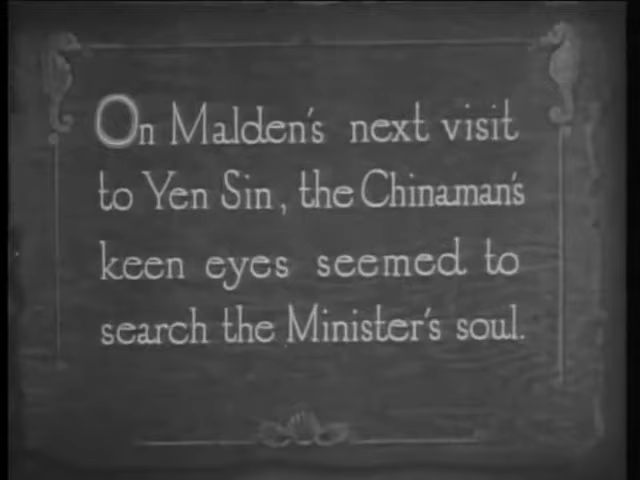 On Malden's next visit
to Yen Sin, the Chinaman's
keen eyes seemed to
search the Minister's soul.